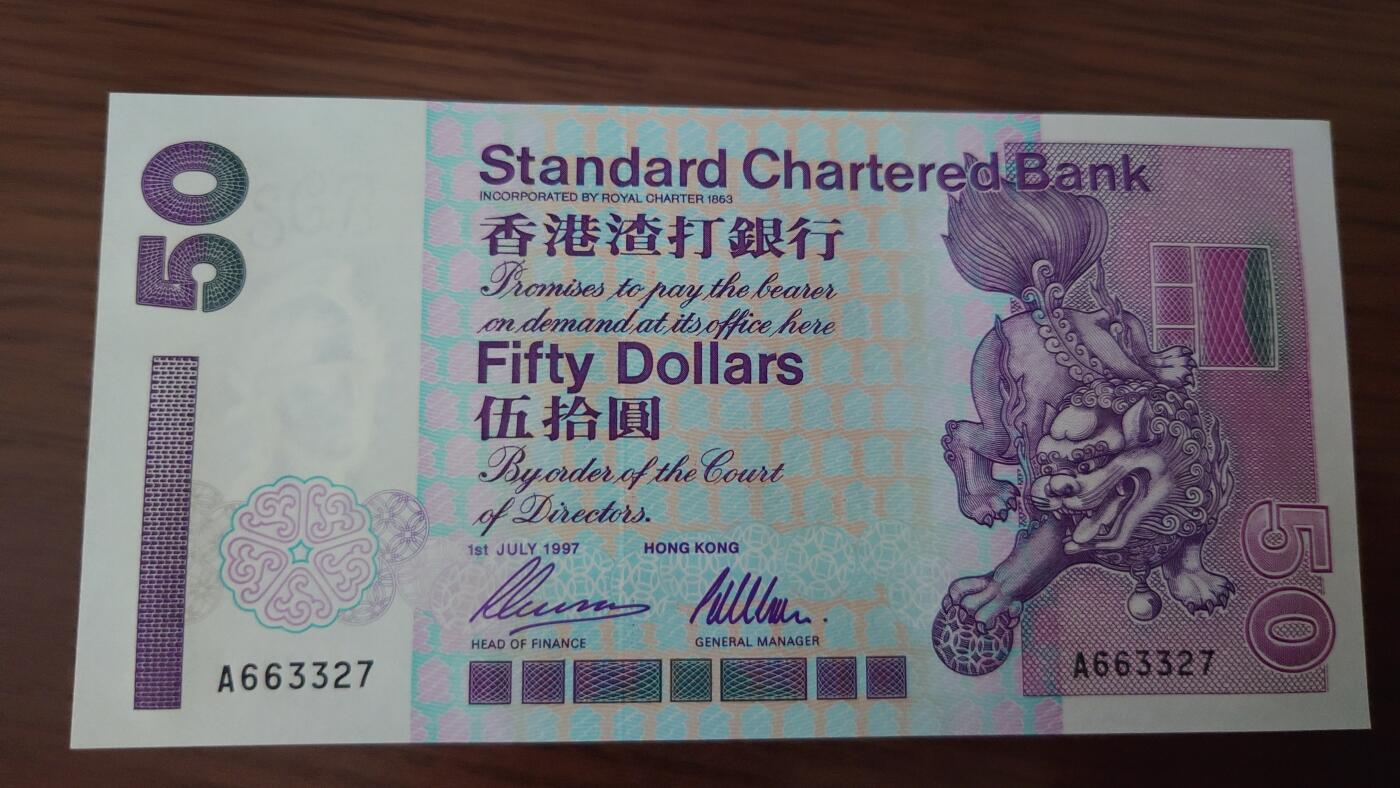 50
Standard Chartered Bank
INCORPORATED BY ROYAL CHARTER 1853
香港渣打銀行
Promises to pay the bearer
on demand at its office here
Fifty Dollars
伍拾圓
By order of the Court
of Directors.
1st JULY 1997 HONG KONG
HEAD OF FINANCE GENERAL MANAGER
A663327
A663327
50